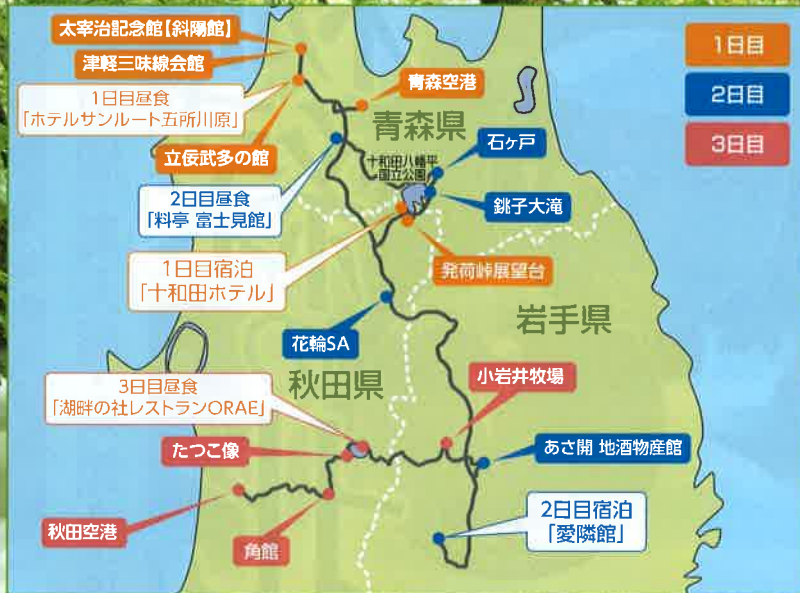 太宰治記念館【斜陽館】
津軽三味線会館
1日目昼食
「ホテルサンルート五所川原」
立佞武多の館
青森空港
青森県
1日目
2日目
3日目
石ヶ戸
十和田八幡平
国立公園
2日目昼食
「料亭 富士見館」
銚子大滝
1日目宿泊
「十和田ホテル」
発荷峠展望台
岩手県
花輪SA
秋田県
3日目昼食
「湖畔の杜レストランORAE」
小岩井牧場
たつこ像
あさ開 地酒物産館
秋田空港
角館
2日目宿泊
「愛隣館」